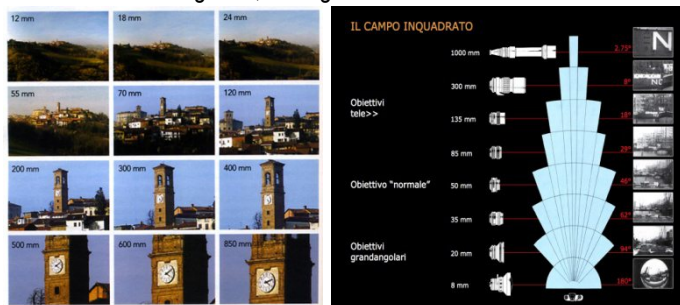 12 mm
18 mm
24 mm
55 mm
70 mm
120 mm
200 mm
300 mm
400 mm
500 mm
600 mm
850 mm
IL CAMPO INQUADRATO
1000 mm
2.75°
N
300 mm
8°
Obiettivi
tele>>
135 mm
18°
85 mm
29°
Obiettivo "normale"
50 mm
46°
35 mm
62°
Obiettivi
grandangolari
20 mm
94°
8 mm
180°